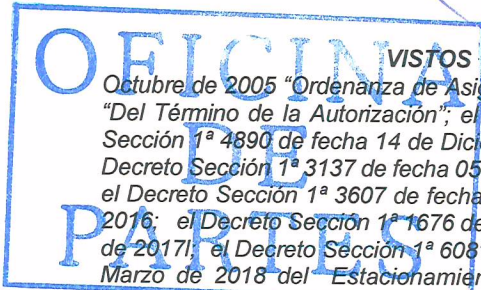 OFICINA
DE
PARTES
VISTOS
Octubre de 2005 "Ordenanza de Asig
"Del Término de la Autorización"; el
Sección 1ª 4890 de fecha 14 de Dici
Decreto Sección 1ª 3137 de fecha 05
el Decreto Sección 1ª 3607 de fecha
2016; el Decreto Sección 1ª 1676 de
de 2017l; el Decreto Sección 1ª 608
Marzo de 2018 del Estacionamien